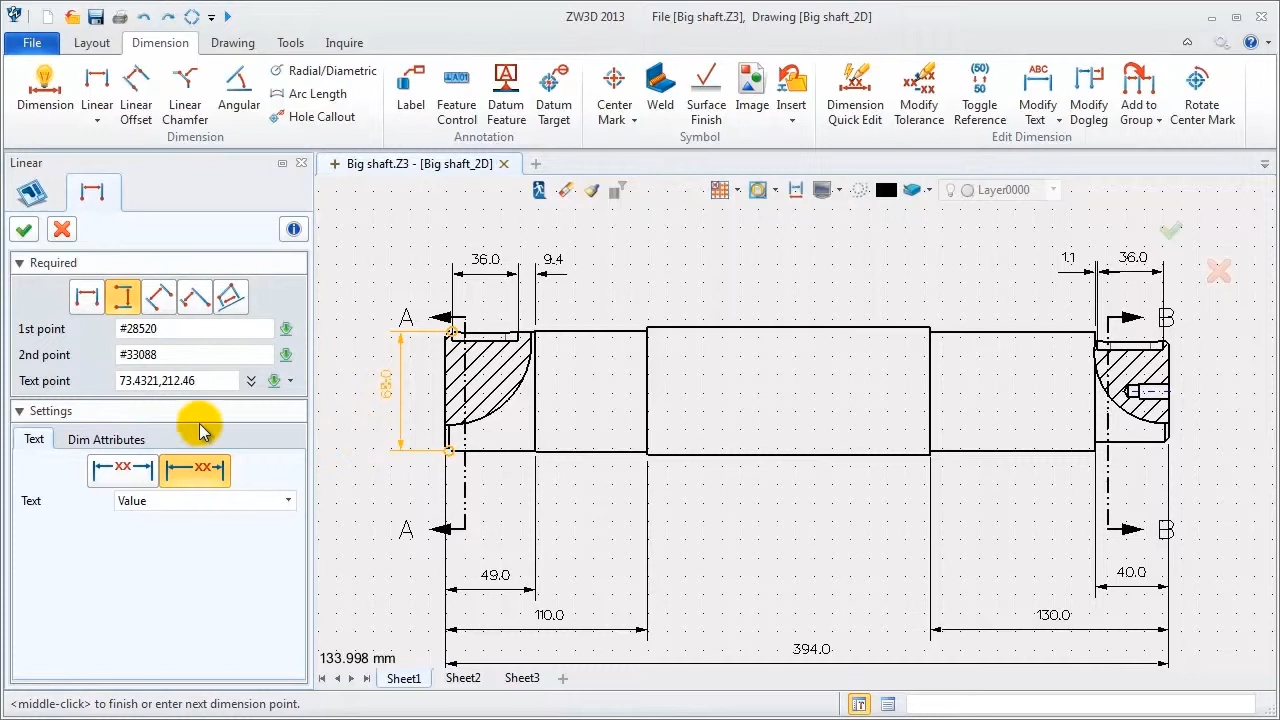 ZW3D 2013 File [Big shaft.Z3], Drawing [Big shaft_2D]
File Layout Dimension Drawing Tools Inquire
Dimension Linear Linear Offset Linear Chamfer Angular Radial/Diametric Arc Length Hole Callout
Label Feature Control Datum Feature Datum Target
Center Mark Weld Surface Finish Image Insert
Dimension Quick Edit Modify Tolerance Toggle Reference Modify Text Modify Dogleg Add to Group Rotate Center Mark
Dimension Annotation Symbol Edit Dimension
Linear
Big shaft.Z3 - [Big shaft_2D]
Layer0000
Required
1st point #28520
2nd point #33088
Text point 73.4321,212.46
Settings
Text Dim Attributes
XX XX
Text Value
36.0 9.4 1.1 36.0
A B
A B
49.0 40.0
110.0 130.0
394.0
133.998 mm
Sheet1 Sheet2 Sheet3
<middle-click> to finish or enter text dimension point.